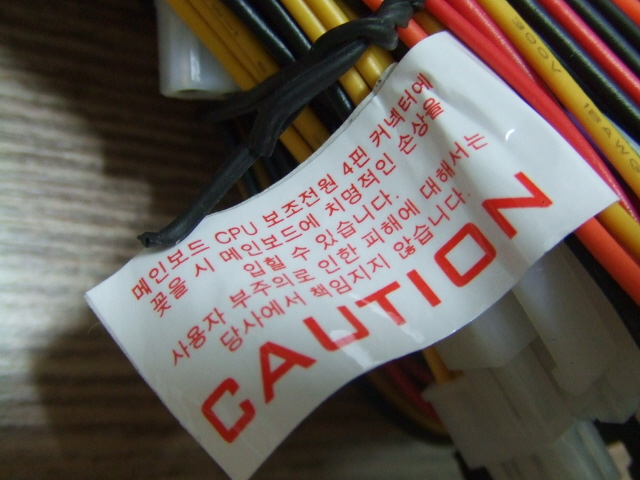 메인보드 CPU 보조전원 4핀 커넥터에
꽂을 시 메인보드에 치명적인 손상을
입힐 수 있습니다.
사용자 부주의로 인한 피해에 대해서는
당사에서 책임지지 않습니다.
CAUTION
300V
18AWG